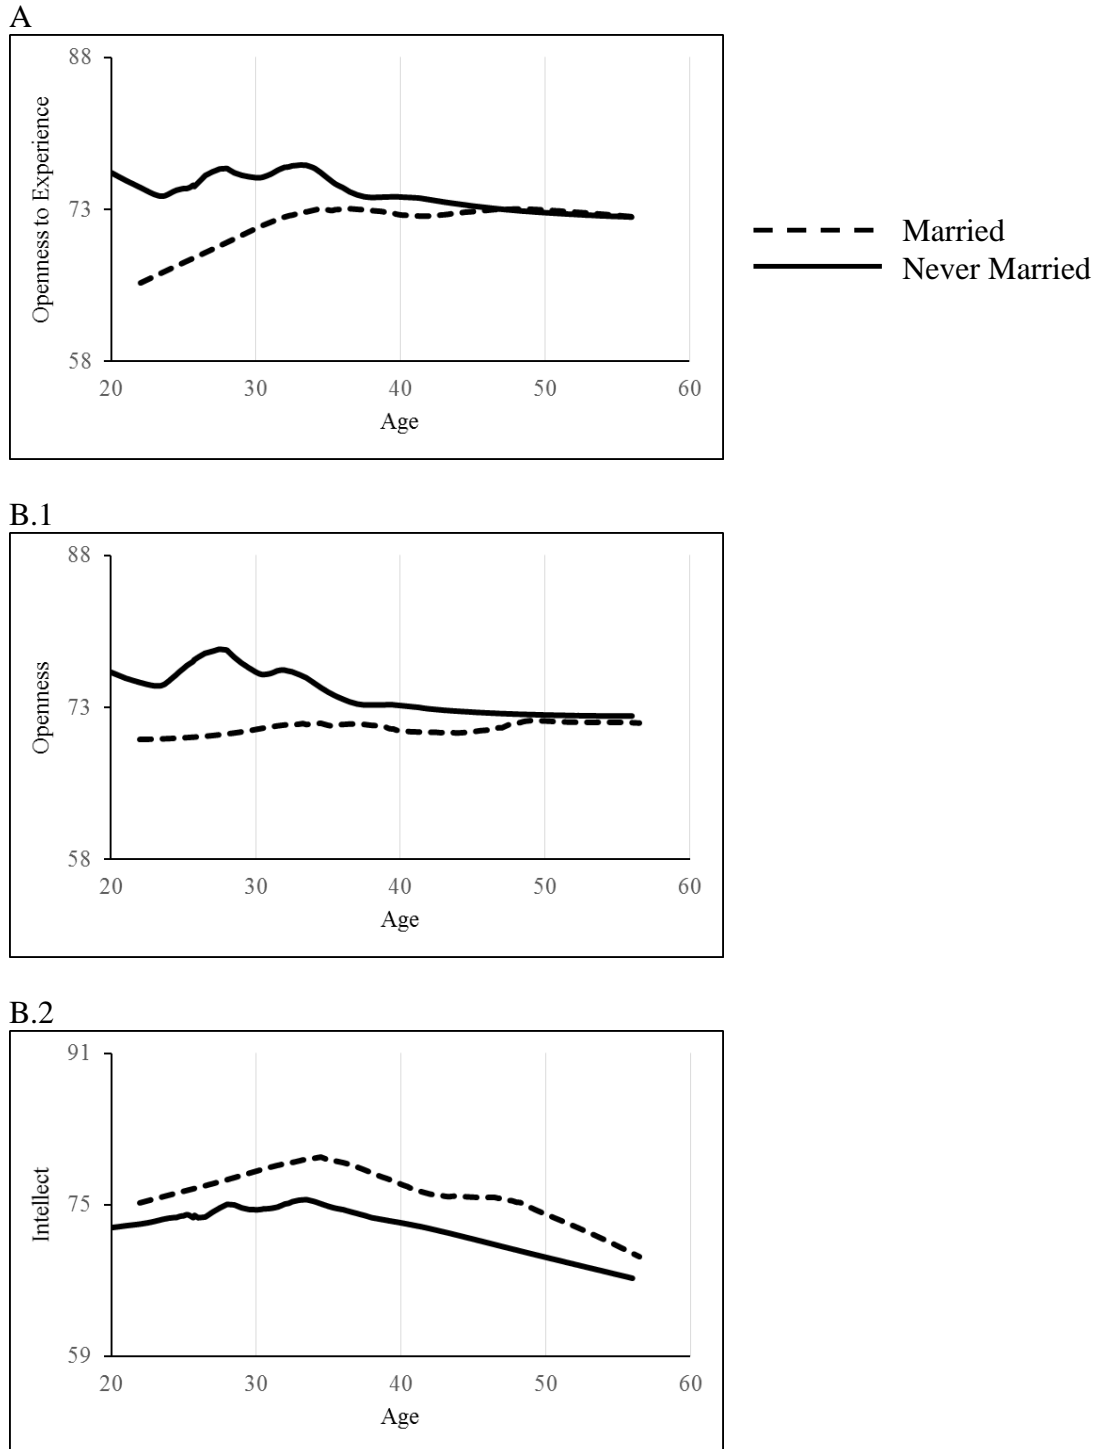 A
88
73
58
Openness to Experience
20 30 40 50 60
Age
Married
Never Married
B.1
88
73
58
Openness
20 30 40 50 60
Age
B.2
91
75
59
Intellect
20 30 40 50 60
Age